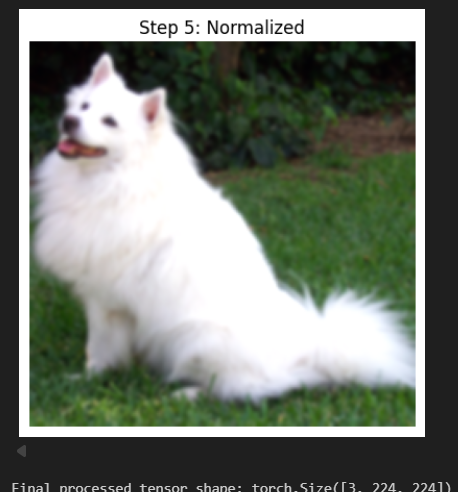 Step 5: Normalized
Final processed tensor shape: torch.Size([3, 224, 224])